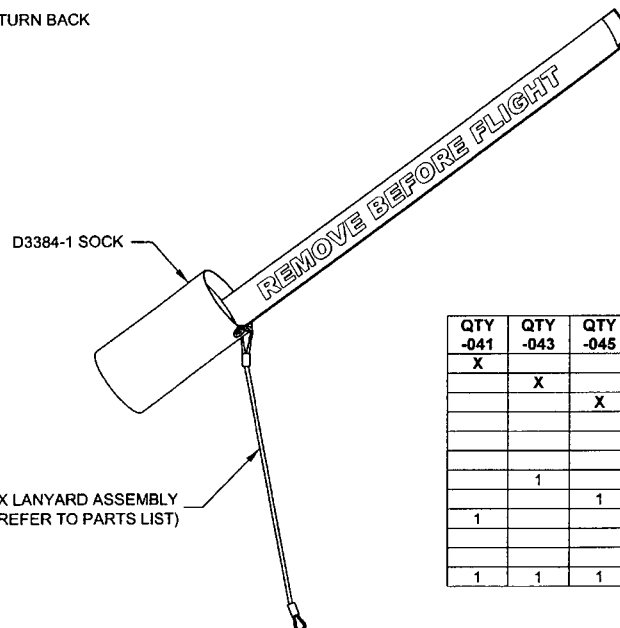 TURN BACK
REMOVE BEFORE FLIGHT
D3384-1 SOCK
X LANYARD ASSEMBLY
REFER TO PARTS LIST)
QTY -041 QTY -043 QTY -045
X
X
X
1
1
1
1 1 1